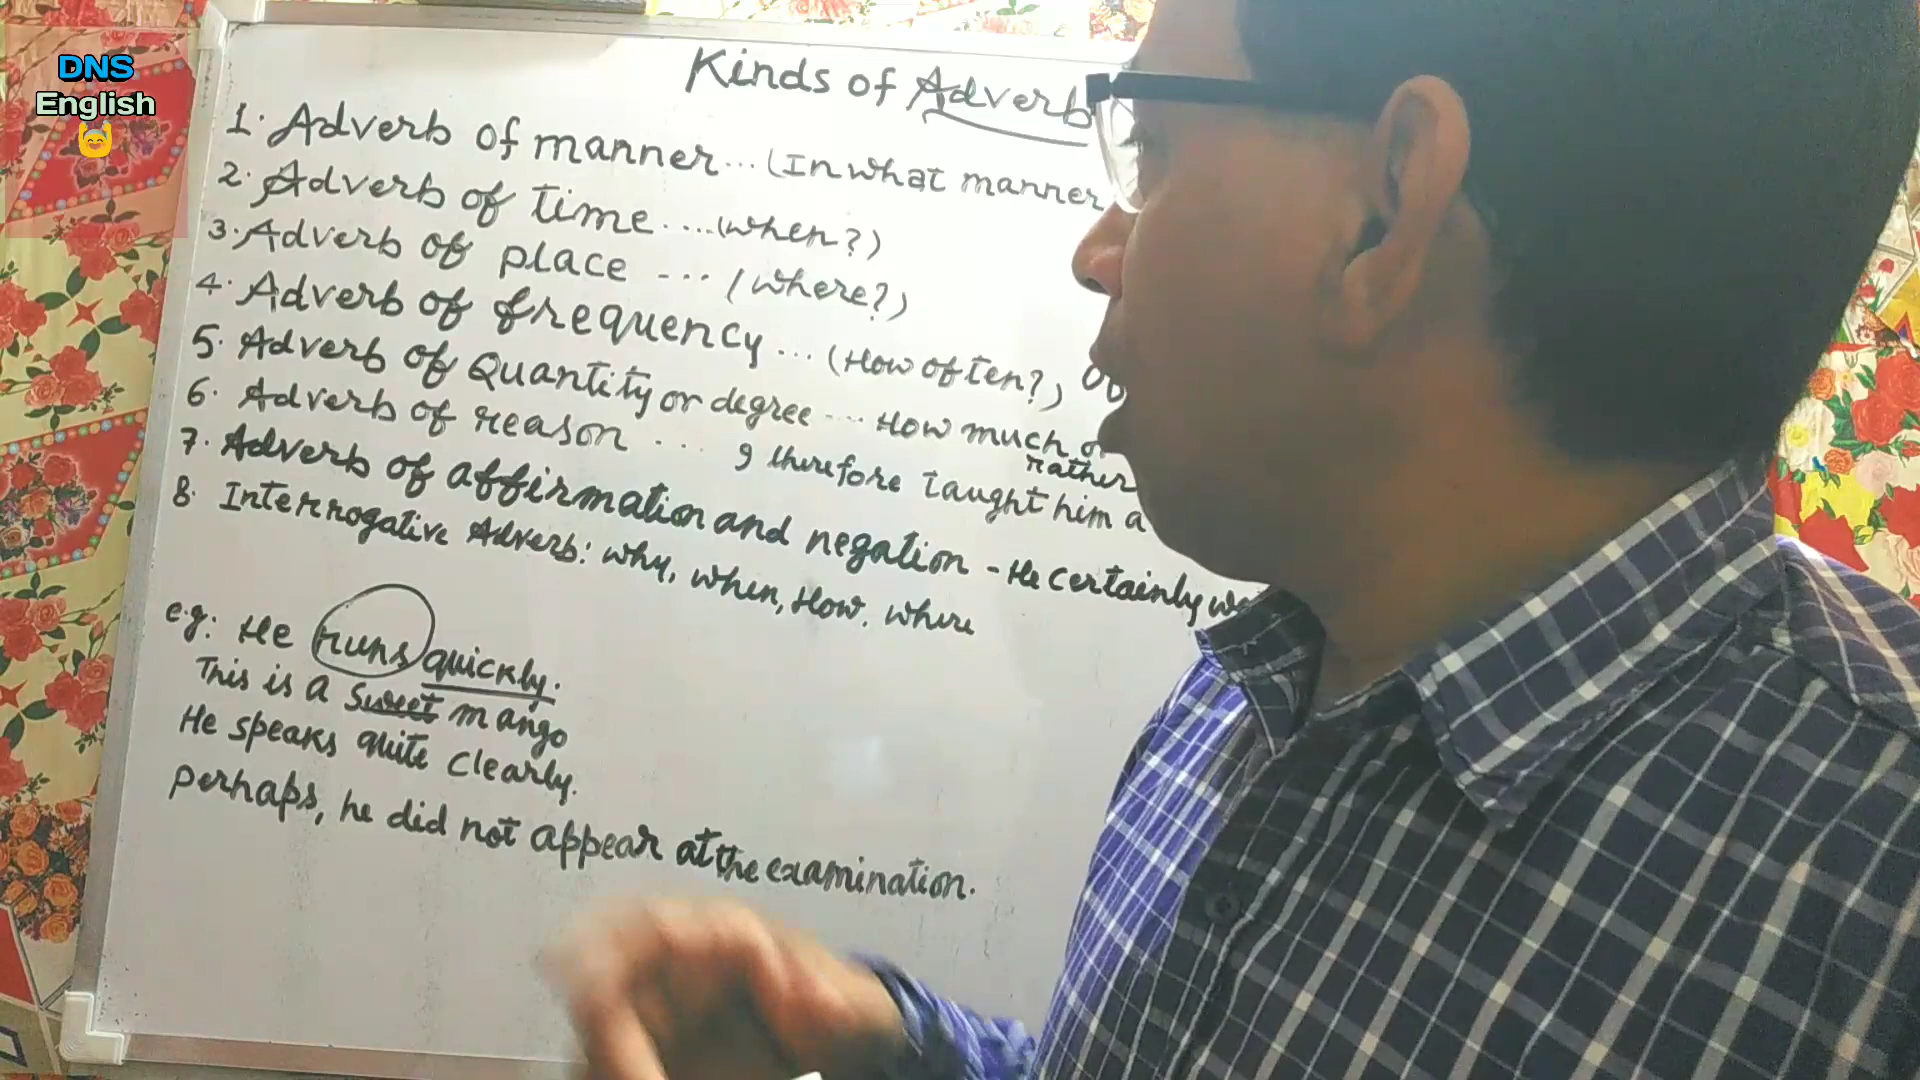 DNS
English
Kinds of Adverb
1. Adverb of manner... (In what manner
2. Adverb of time ....(when?)
3. Adverb of place --.. (where?)
4. Adverb of frequency ... (How often?)
5. Adverb of Quantity or degree .... How much or
rather
6. Adverb of reason ... I therefore taught him a
7. Adverb of affirmation and negation - He certainly
8. Interrogative Adverb: why, when, How, where
e.g: He runs quickly.
This is a sweet mango
He speaks quite clearly.
perhaps, he did not appear at the examination.